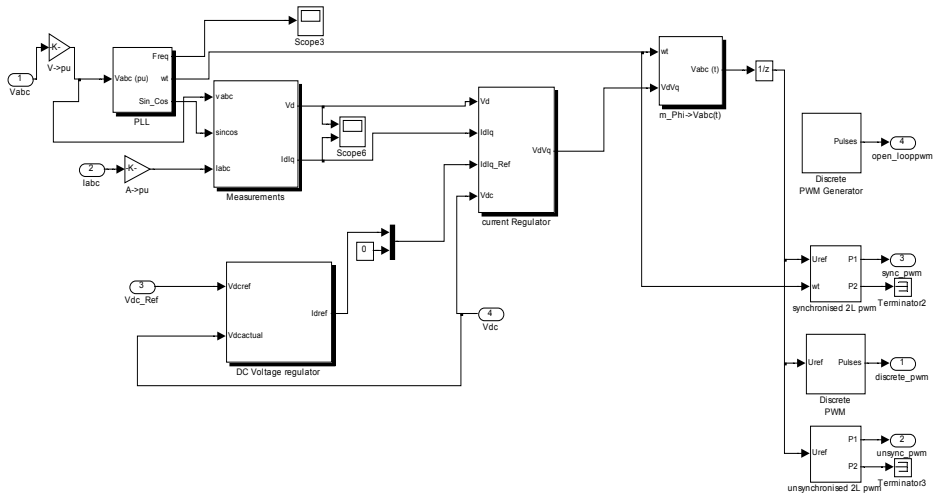 1
Vabc
-K-
V->pu
Vabc (pu)
Freq
wt
Sin_Cos
PLL
Scope3
2
Iabc
-K-
A->pu
vabc
sincos
Iabc
Vd
IdIq
Measurements
Scope6
Vd
IdIq
IdIq_Ref
Vdc
VdVq
current Regulator
wt
VdVq
Vabc (t)
m_Phi->Vabc(t)
1/z
0
3
Vdc_Ref
Vdcref
Vdcactual
Idref
DC Voltage regulator
4
Vdc
Pulses
Discrete
PWM Generator
4
open_looppwm
Uref
wt
P1
P2
synchronised 2L pwm
3
sync_pwm
Terminator2
Uref
Pulses
Discrete
PWM
1
discrete_pwm
Uref
P1
P2
unsynchronised 2L pwm
2
unsync_pwm
Terminator3